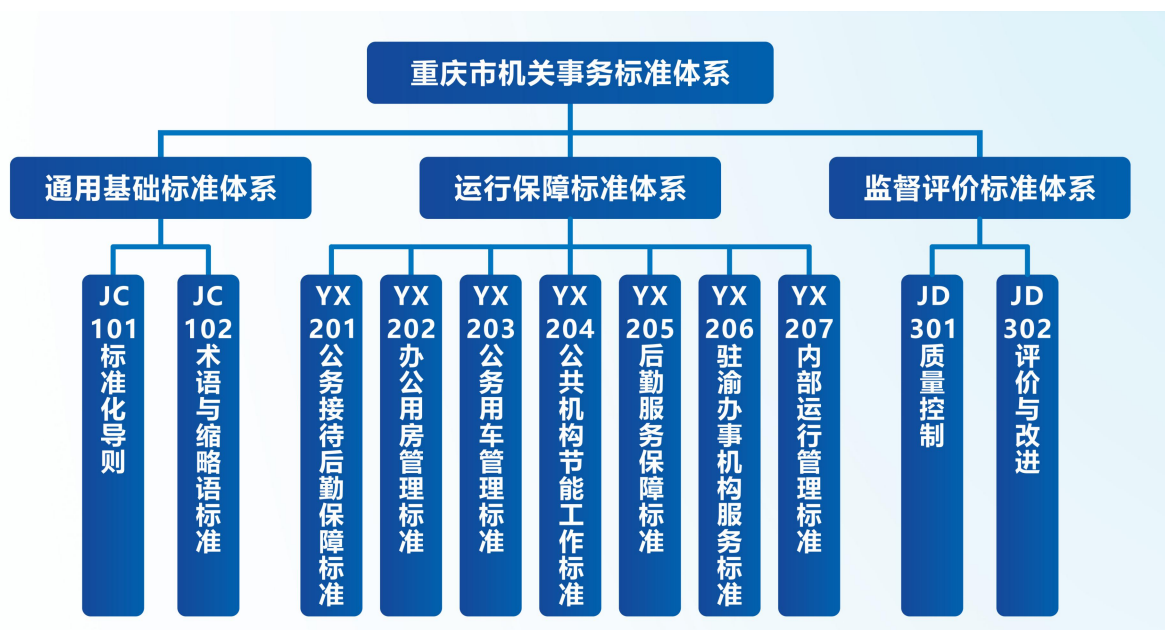 重庆市机关事务标准体系
通用基础标准体系
运行保障标准体系
监督评价标准体系
JC
101
标准化导则
JC
102
术语与缩略语标准
YX
201
公务接待后勤保障标准
YX
202
办公用房管理标准
YX
203
公务用车管理标准
YX
204
公共机构节能工作标准
YX
205
后勤服务保障标准
YX
206
驻渝办事机构服务标准
YX
207
内部运行管理标准
JD
301
质量控制
JD
302
评价与改进